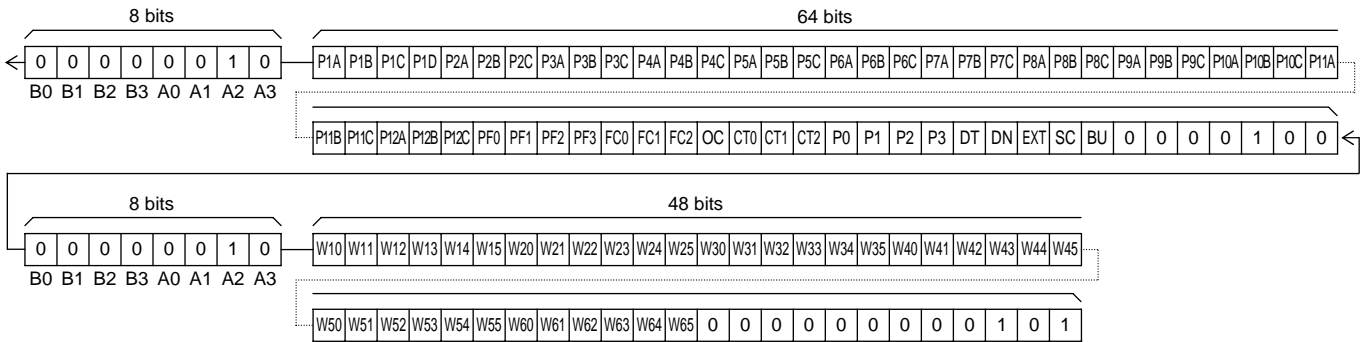 8 bits 64 bits
0 0 0 0 0 0 1 0 P1A P1B P1C P1D P2A P2B P2C P3A P3B P3C P4A P4B P4C P5A P5B P5C P6A P6B P6C P7A P7B P7C P8A P8B P8C P9A P9B P9C P10A P10B P10C P11A
B0 B1 B2 B3 A0 A1 A2 A3
P11B P11C P12A P12B P12C PF0 PF1 PF2 PF3 FC0 FC1 FC2 OC CT0 CT1 CT2 P0 P1 P2 P3 DT DN EXT SC BU 0 0 0 0 1 0 0
8 bits 48 bits
0 0 0 0 0 0 1 0 W10 W11 W12 W13 W14 W15 W20 W21 W22 W23 W24 W25 W30 W31 W32 W33 W34 W35 W40 W41 W42 W43 W44 W45
B0 B1 B2 B3 A0 A1 A2 A3
W50 W51 W52 W53 W54 W55 W60 W61 W62 W63 W64 W65 0 0 0 0 0 0 0 0 0 1 0 1